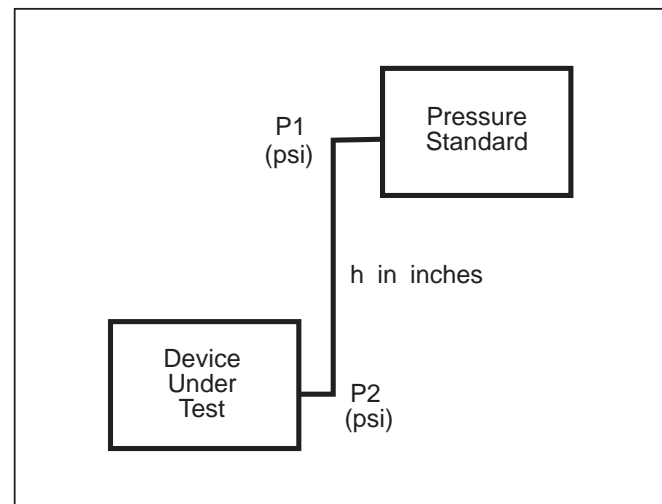 Pressure
Standard
P1
(psi)
h in inches
Device
Under
Test
P2
(psi)